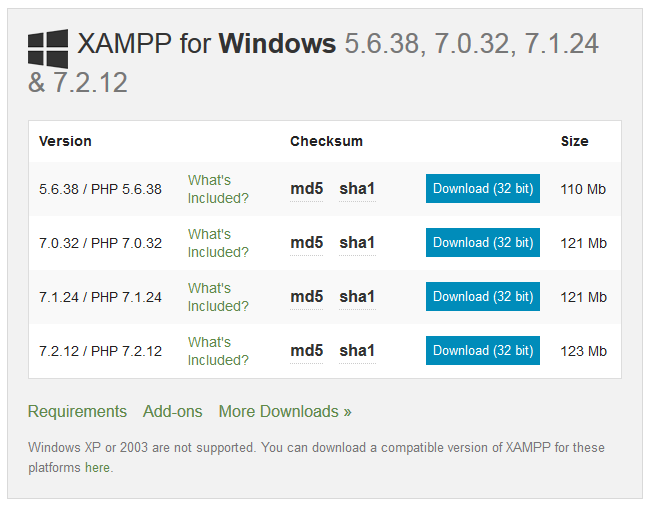 XAMPP for Windows 5.6.38, 7.0.32, 7.1.24
& 7.2.12
Version Checksum Size
5.6.38 / PHP 5.6.38 What's Included? md5 sha1 Download (32 bit) 110 Mb
7.0.32 / PHP 7.0.32 What's Included? md5 sha1 Download (32 bit) 121 Mb
7.1.24 / PHP 7.1.24 What's Included? md5 sha1 Download (32 bit) 121 Mb
7.2.12 / PHP 7.2.12 What's Included? md5 sha1 Download (32 bit) 123 Mb
Requirements Add-ons More Downloads »
Windows XP or 2003 are not supported. You can download a compatible version of XAMPP for these
platforms here.